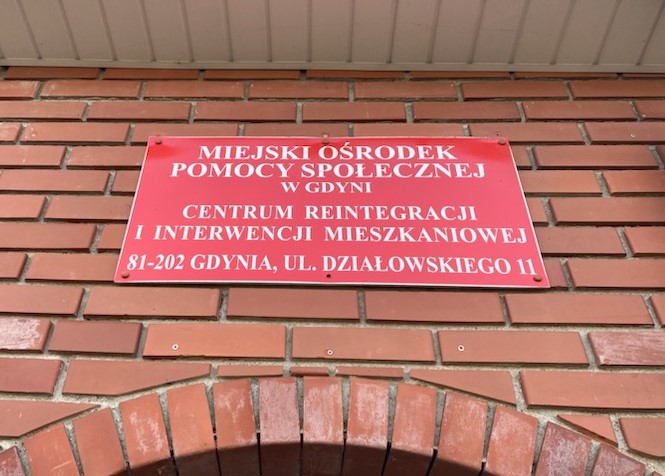 MIEJSKI OŚRODEK
POMOCY SPOŁECZNEJ
W GDYNI
CENTRUM REINTEGRACJI
I INTERWENCJI MIESZKANIOWEJ
81-202 GDYNIA, UL. DZIAŁOWSKIEGO 11